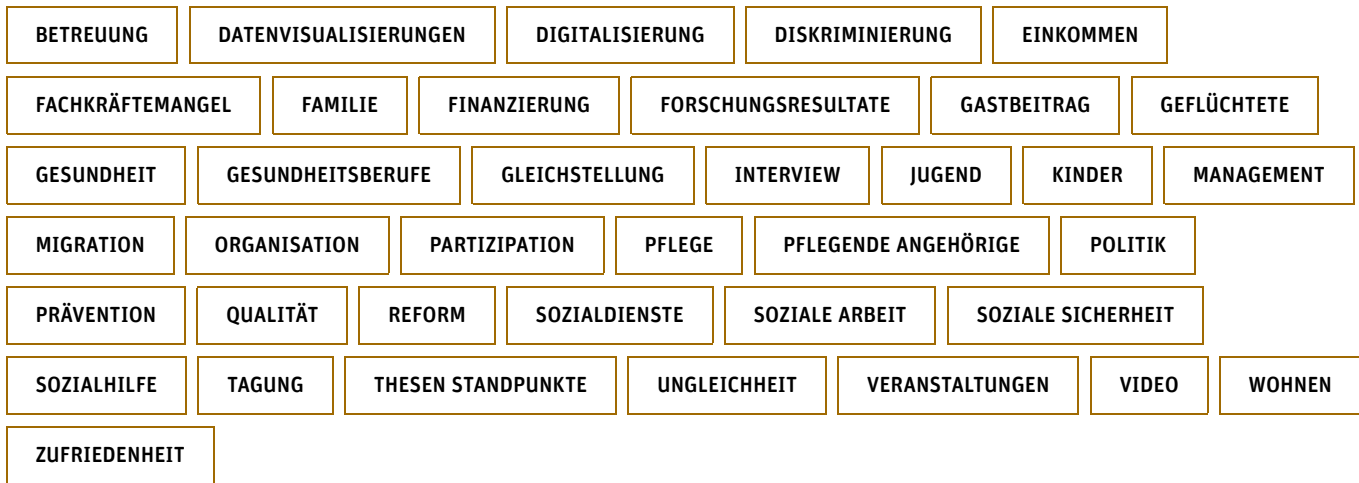 BETREUUNG DATENVISUALISIERUNGEN DIGITALISIERUNG DISKRIMINIERUNG EINKOMMEN
FACHKRÄFTEMANGEL FAMILIE FINANZIERUNG FORSCHUNGSRESULTATE GASTBEITRAG GEFLÜCHTETE
GESUNDHEIT GESUNDHEITSBERUFE GLEICHSTELLUNG INTERVIEW JUGEND KINDER MANAGEMENT
MIGRATION ORGANISATION PARTIZIPATION PFLEGE PFLEGENDE ANGEHÖRIGE POLITIK
PRÄVENTION QUALITÄT REFORM SOZIALDIENSTE SOZIALE ARBEIT SOZIALE SICHERHEIT
SOZIALHILFE TAGUNG THESEN STANDPUNKTE UNGLEICHHEIT VERANSTALTUNGEN VIDEO WOHNEN
ZUFRIEDENHEIT